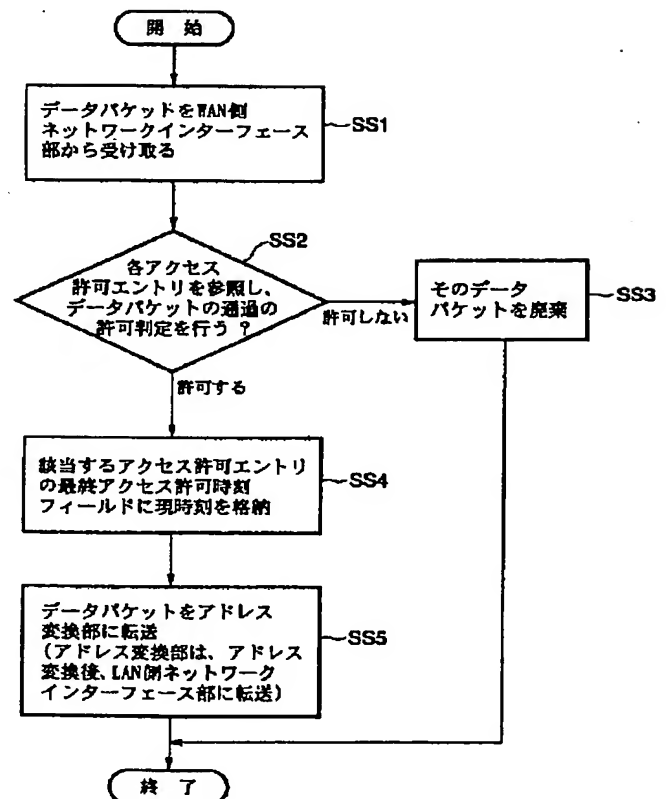 開 始
データパケットをWAN側
ネットワークインターフェース
部から受け取る
SS1
SS2
各アクセス
許可エントリを参照し、
データパケットの通過の
許可判定を行う ?
許可しない
そのデータ
パケットを廃棄
SS3
許可する
該当するアクセス許可エントリ
の最終アクセス許可時刻
フィールドに現時刻を格納
SS4
データパケットをアドレス
変換部に転送
(アドレス変換部は、アドレス
変換後、LAN側ネットワーク
インターフェース部に転送)
SS5
終 了